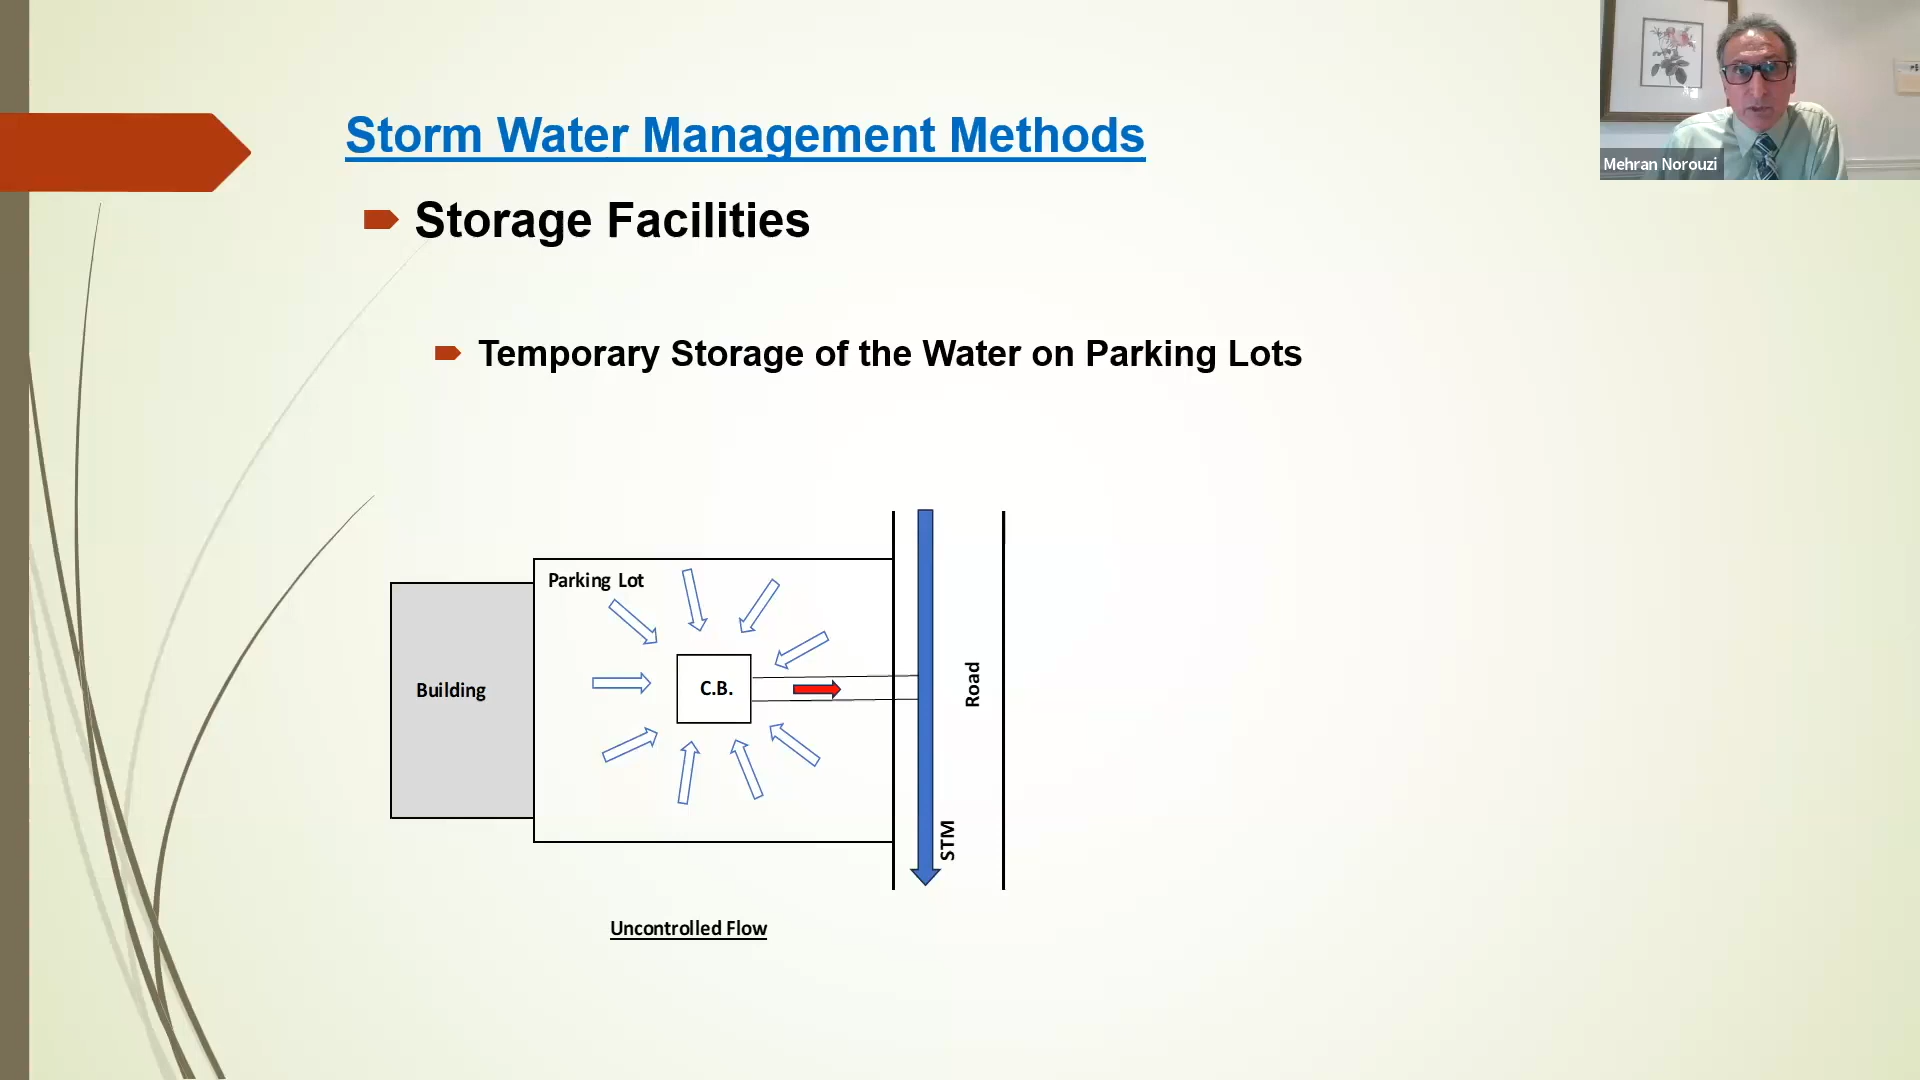 Storm Water Management Methods
Mehran Norouzi
Storage Facilities
Temporary Storage of the Water on Parking Lots
Parking Lot
Building
C.B.
Road
STM
Uncontrolled Flow